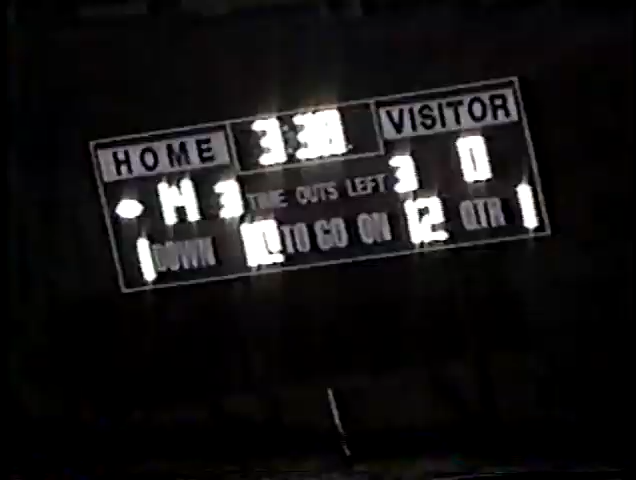 HOME 3:38 VISITOR
14 3 TIME OUTS LEFT 3 0
1 DOWN 10 TO GO ON 12 QTR 1